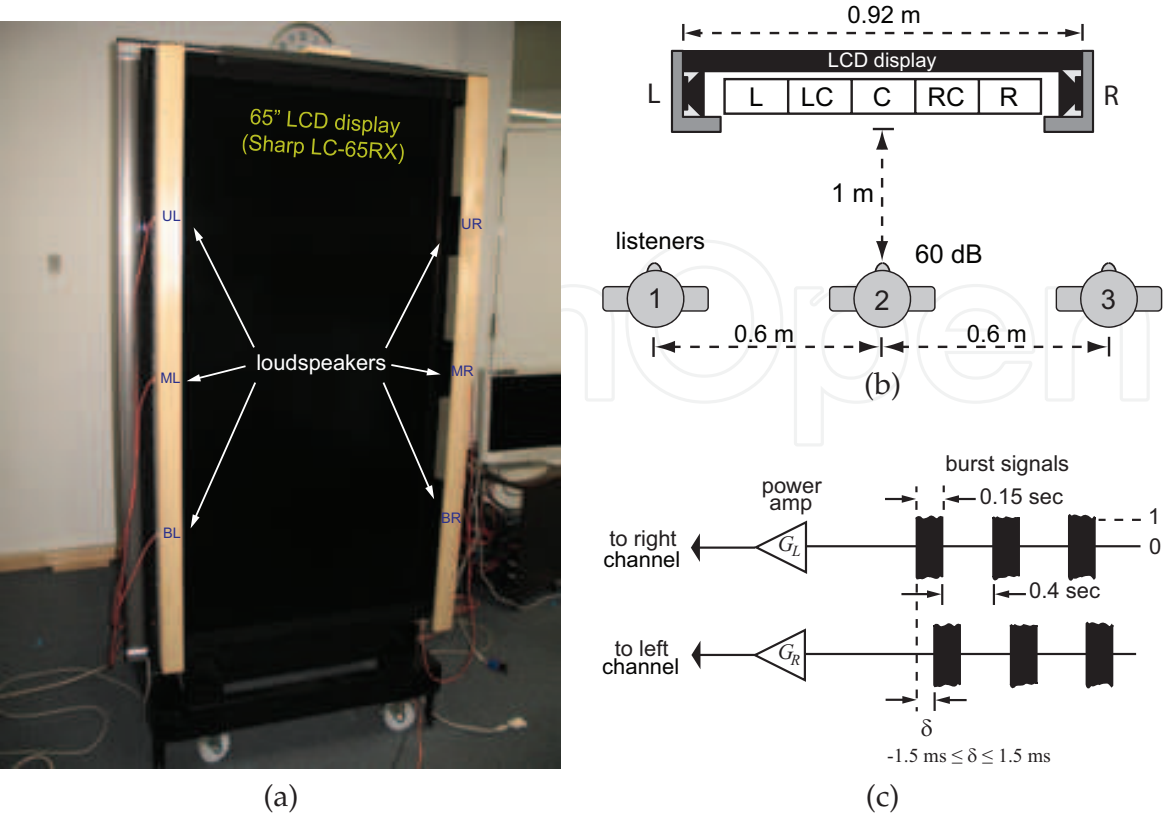 65" LCD display
(Sharp LC-65RX)
UL
UR
loudspeakers
ML
MR
BL
BR
(a)
0.92 m
LCD display
L
L LC C RC R
R
1 m
listeners
60 dB
1 2 3
0.6 m 0.6 m
(b)
burst signals
power
amp
0.15 sec
to right
channel
G_L
1
0
0.4 sec
to left
channel
G_R
δ
-1.5 ms ≤ δ ≤ 1.5 ms
(c)